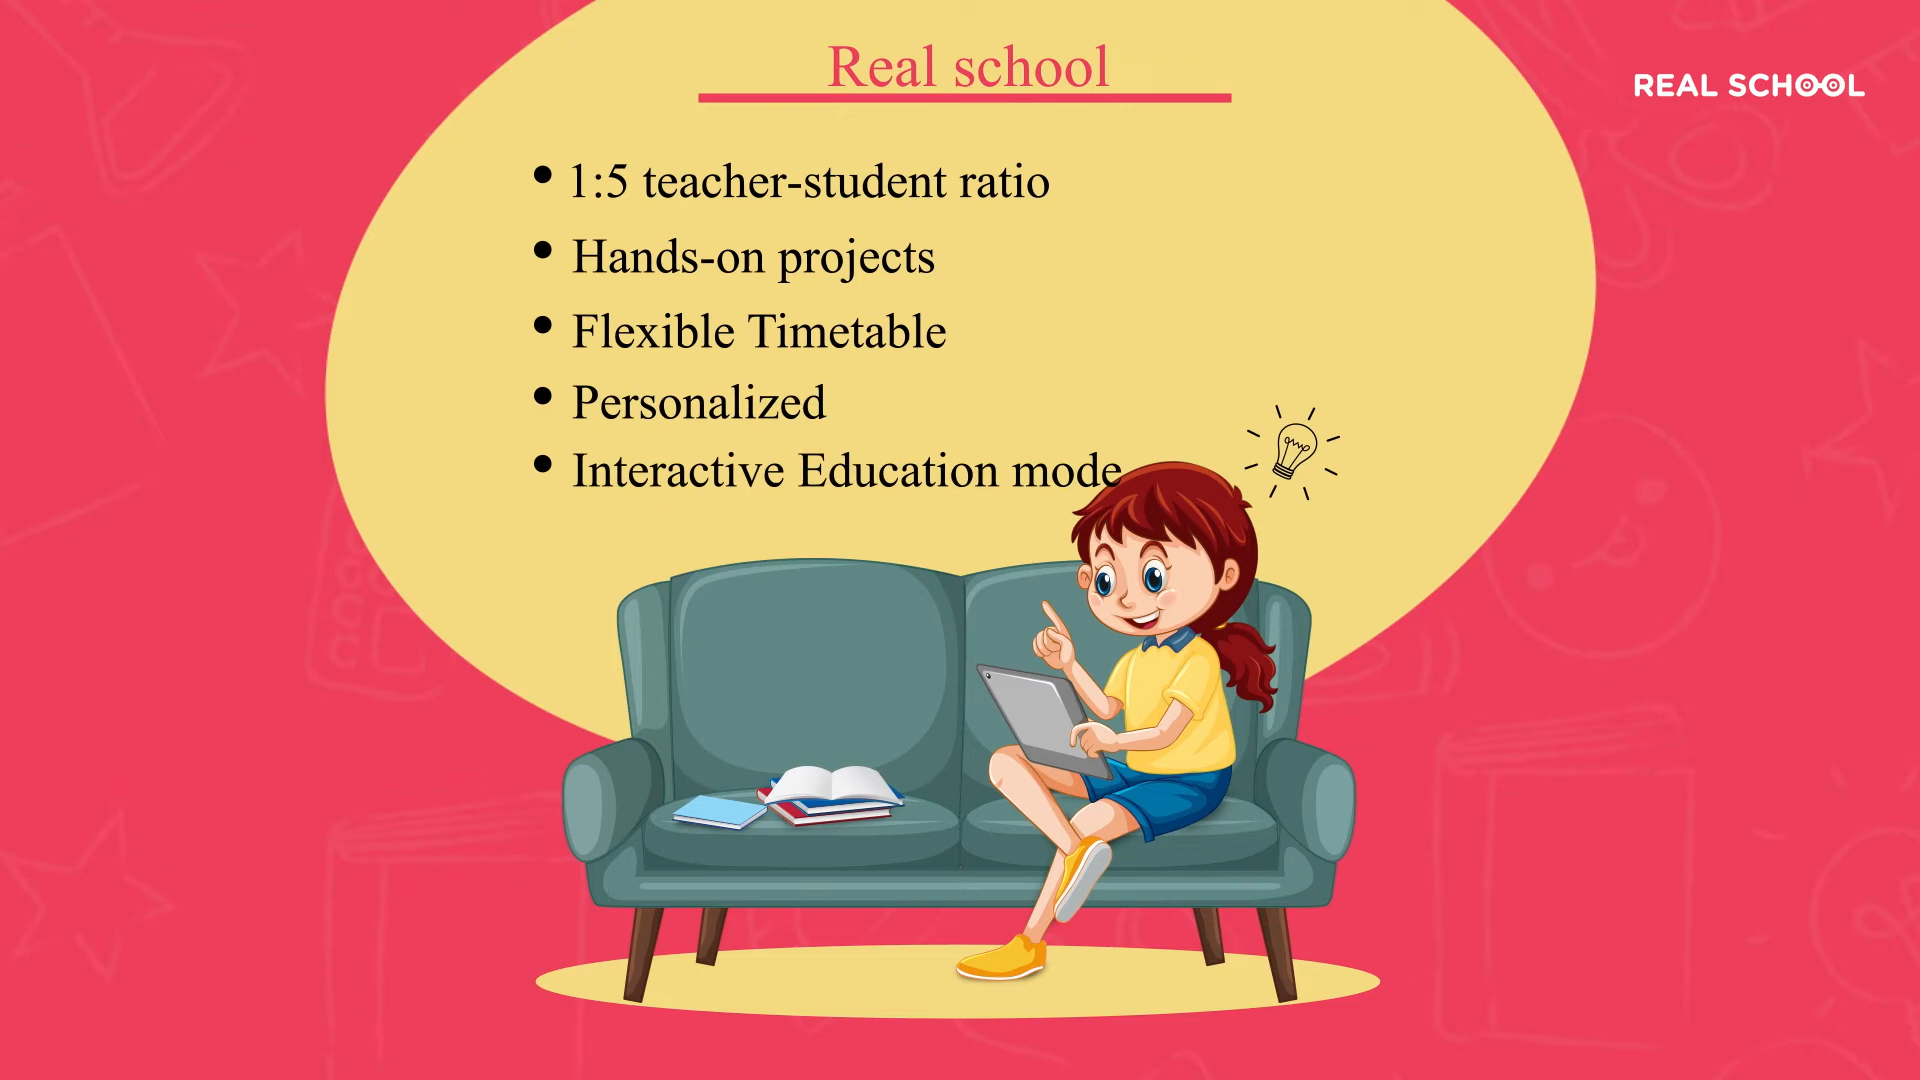 Real school
REAL SCHOOL
• 1:5 teacher-student ratio
• Hands-on projects
• Flexible Timetable
• Personalized
• Interactive Education mode